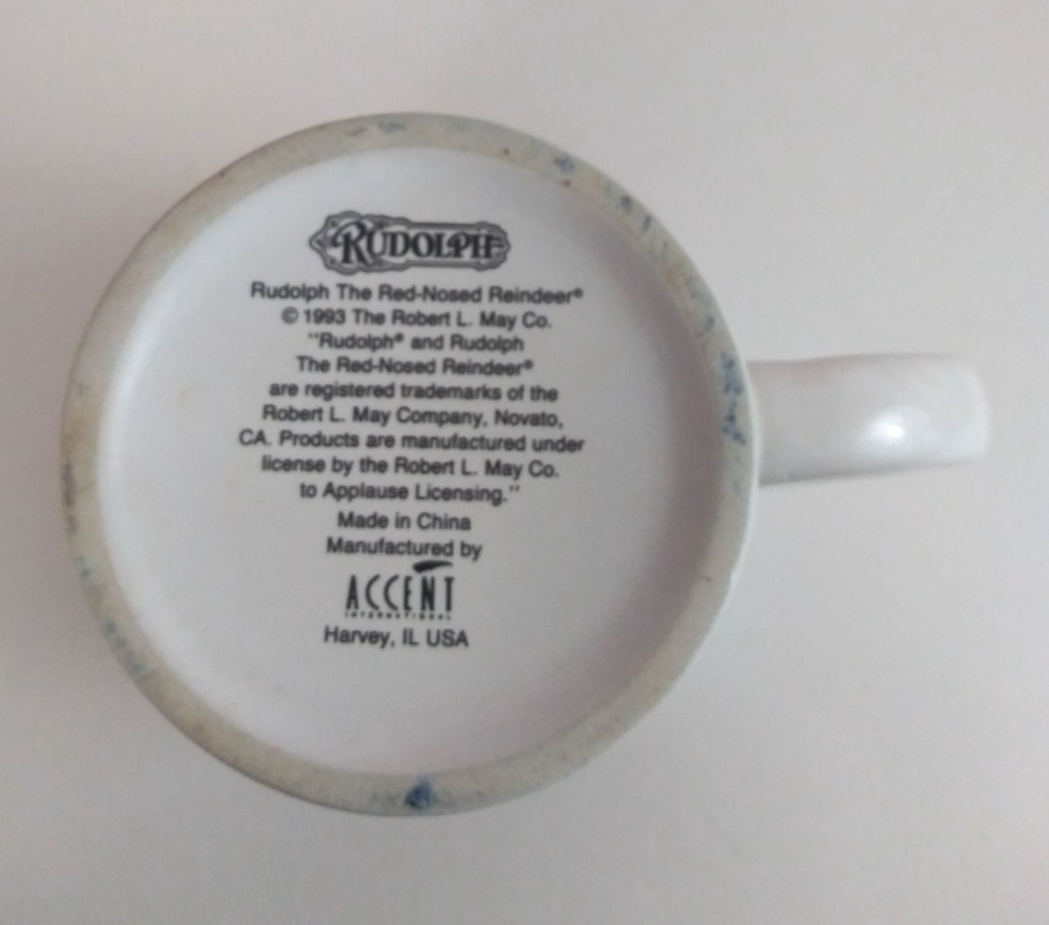 RUDOLPH
Rudolph The Red-Nosed Reindeer®
© 1993 The Robert L. May Co.
"Rudolph® and Rudolph
The Red-Nosed Reindeer®
are registered trademarks of the
Robert L. May Company, Novato,
CA. Products are manufactured under
license by the Robert L. May Co.
to Applause Licensing."
Made in China
Manufactured by
ACCENT
INTERNATIONAL
Harvey, IL USA